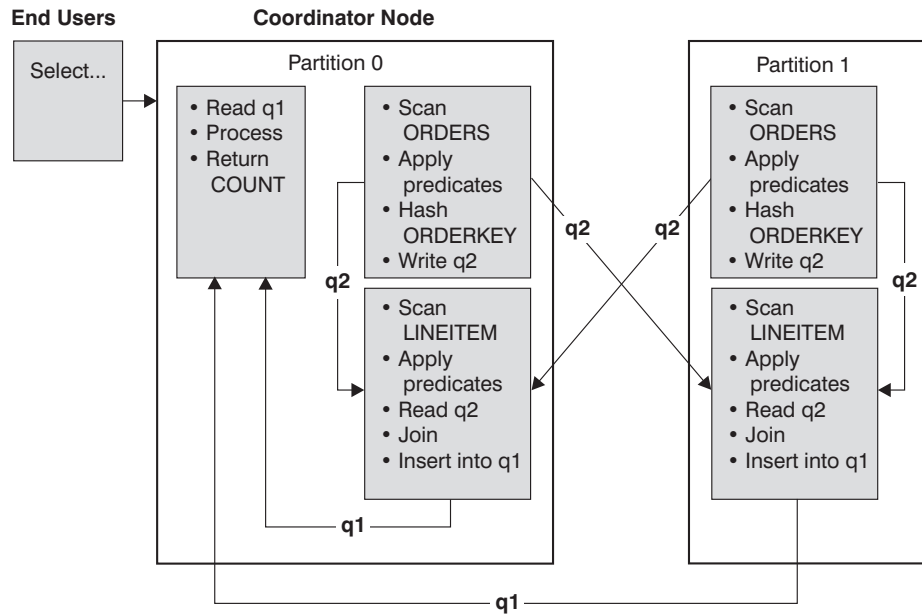 End Users
Coordinator Node
Select...
Partition 0
• Read q1
• Process
• Return
COUNT
• Scan
ORDERS
• Apply
predicates
• Hash
ORDERKEY
• Write q2
q2
• Scan
LINEITEM
• Apply
predicates
• Read q2
• Join
• Insert into q1
q1
q2
q2
Partition 1
• Scan
ORDERS
• Apply
predicates
• Hash
ORDERKEY
• Write q2
q2
• Scan
LINEITEM
• Apply
predicates
• Read q2
• Join
• Insert into q1
q1